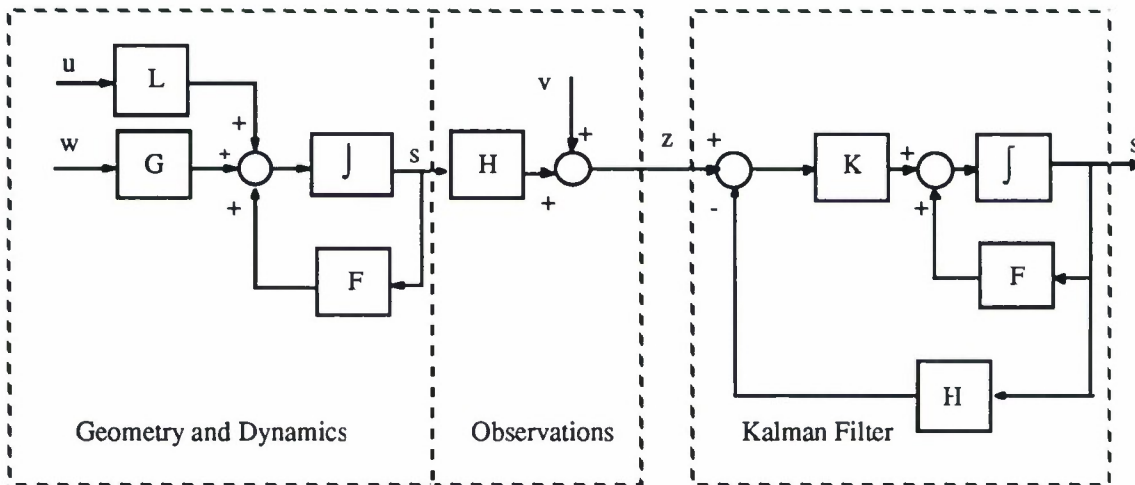 u
L
+
w
G
+
+
∫
s
F
H
v
+
+
z
+
-
K
+
+
∫
s
F
H
Geometry and Dynamics
Observations
Kalman Filter